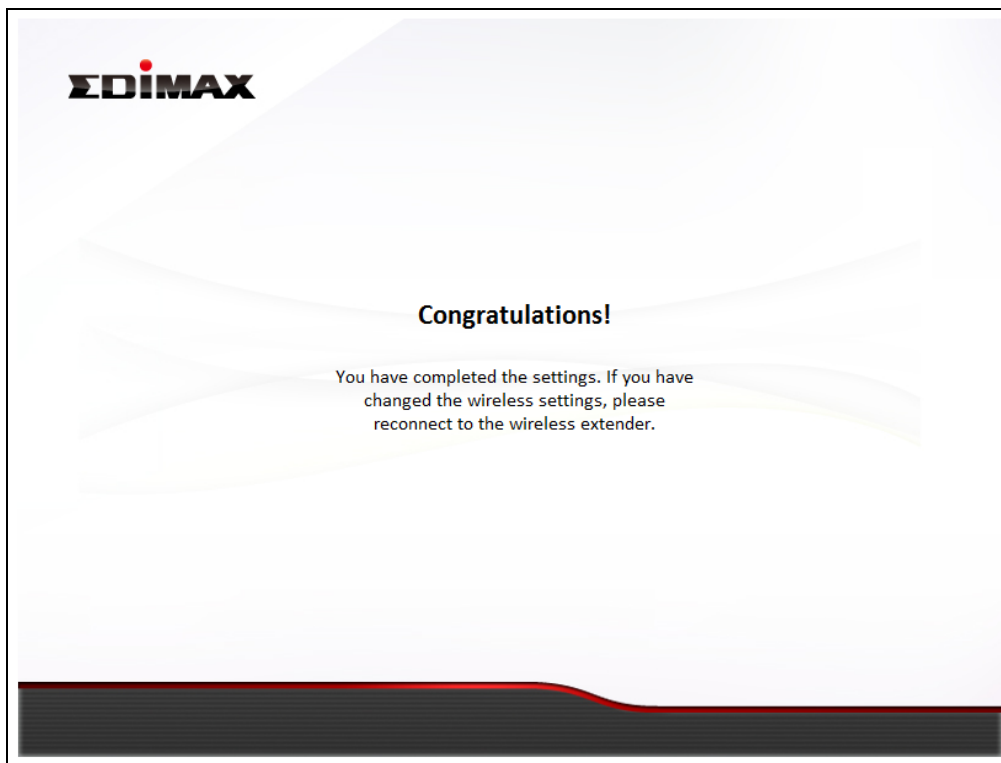 EDIMAX
Congratulations!
You have completed the settings. If you have
changed the wireless settings, please
reconnect to the wireless extender.